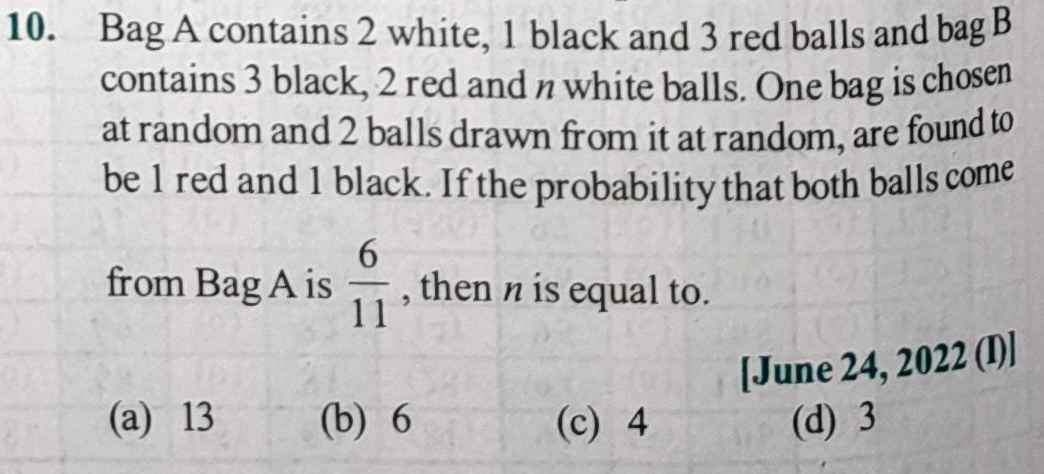 10. Bag A contains 2 white, 1 black and 3 red balls and bag B
contains 3 black, 2 red and n white balls. One bag is chosen
at random and 2 balls drawn from it at random, are found to
be 1 red and 1 black. If the probability that both balls come
from Bag A is 6/11, then n is equal to.
[June 24, 2022 (I)]
(a) 13 (b) 6 (c) 4 (d) 3